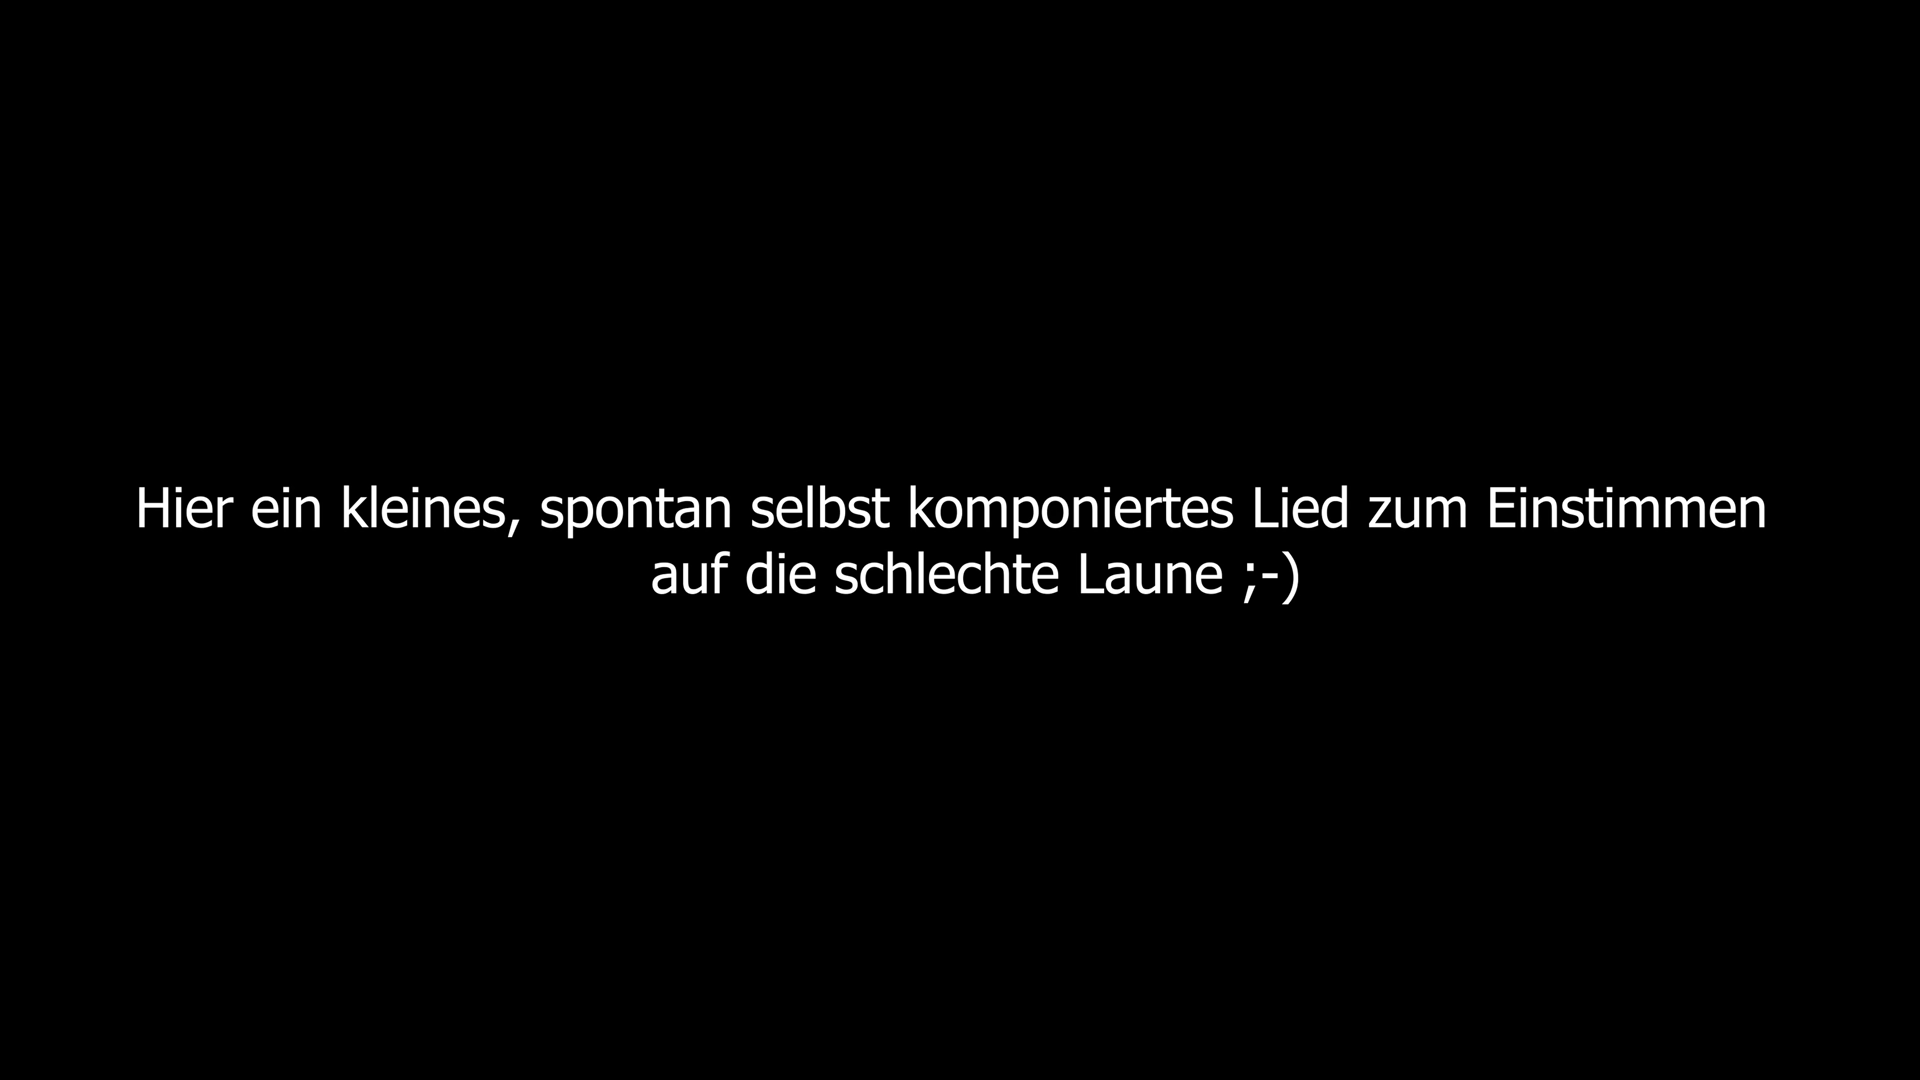 Hier ein kleines, spontan selbst komponiertes Lied zum Einstimmen
auf die schlechte Laune ;-)